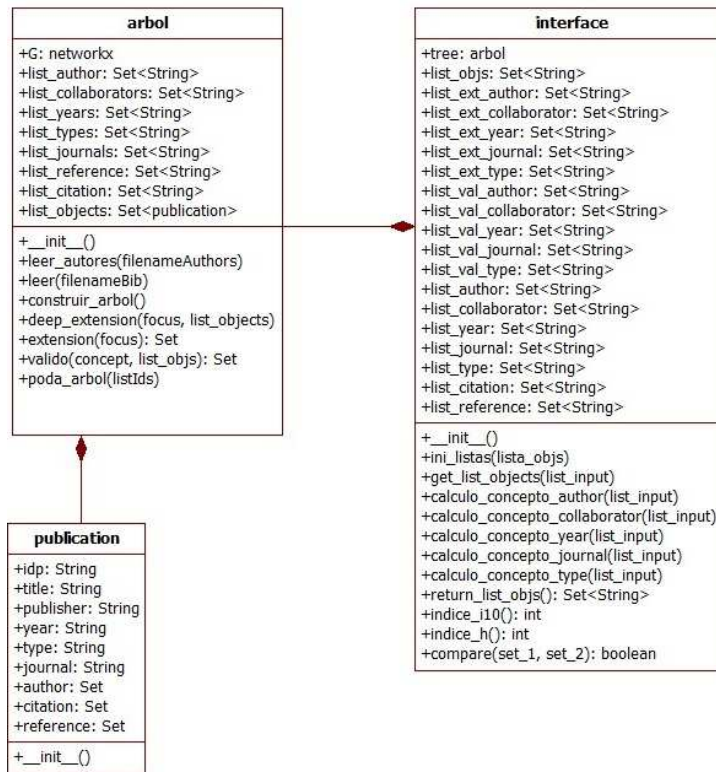 arbol
+G: networkx
+list_author: Set<String>
+list_collaborators: Set<String>
+list_years: Set<String>
+list_types: Set<String>
+list_journals: Set<String>
+list_reference: Set<String>
+list_citation: Set<String>
+list_objects: Set<publication>
+__init__()
+leer_autores(filenameAuthors)
+leer(filenameBib)
+construir_arbol()
+deep_extension(focus, list_objects)
+extension(focus): Set
+valido(concept, list_objs): Set
+poda_arbol(listIds)
publication
+idp: String
+title: String
+publisher: String
+year: String
+type: String
+journal: String
+author: Set
+citation: Set
+reference: Set
+__init__()
interface
+tree: arbol
+list_objs: Set<String>
+list_ext_author: Set<String>
+list_ext_collaborator: Set<String>
+list_ext_year: Set<String>
+list_ext_journal: Set<String>
+list_ext_type: Set<String>
+list_val_author: Set<String>
+list_val_collaborator: Set<String>
+list_val_year: Set<String>
+list_val_journal: Set<String>
+list_val_type: Set<String>
+list_author: Set<String>
+list_collaborator: Set<String>
+list_year: Set<String>
+list_journal: Set<String>
+list_type: Set<String>
+list_citation: Set<String>
+list_reference: Set<String>
+__init__()
+ini_listas(lista_objs)
+get_list_objects(list_input)
+calculo_concepto_author(list_input)
+calculo_concepto_collaborator(list_input)
+calculo_concepto_year(list_input)
+calculo_concepto_journal(list_input)
+calculo_concepto_type(list_input)
+return_list_objs(): Set<String>
+indice_i10(): int
+indice_h(): int
+compare(set_1, set_2): boolean